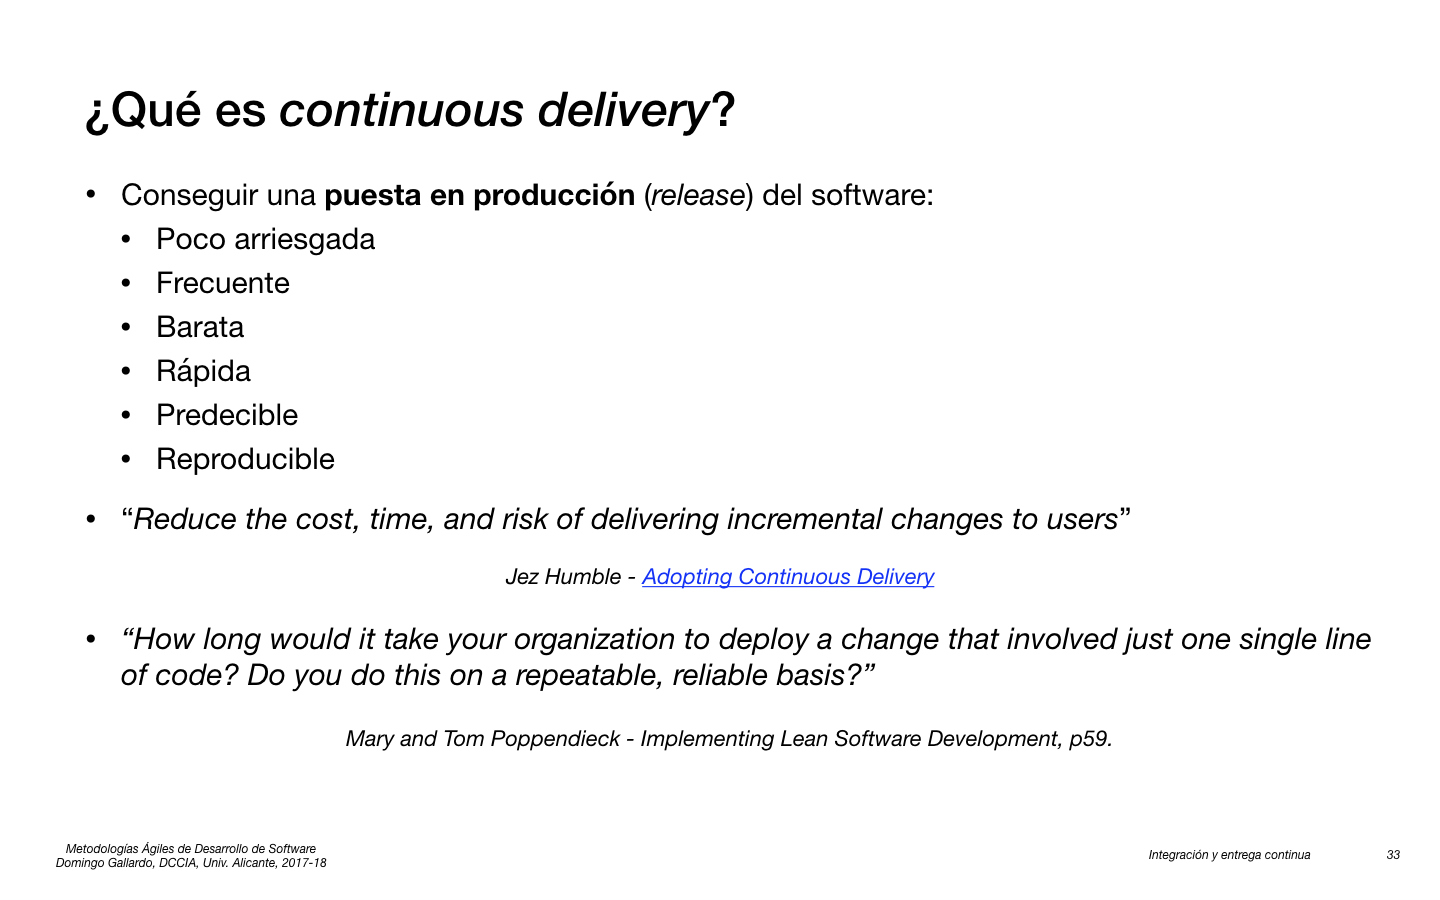 ¿Qué es continuous delivery?
• Conseguir una puesta en producción (release) del software:
• Poco arriesgada
• Frecuente
• Barata
• Rápida
• Predecible
• Reproducible
• “Reduce the cost, time, and risk of delivering incremental changes to users”
Jez Humble - Adopting Continuous Delivery
• “How long would it take your organization to deploy a change that involved just one single line
of code? Do you do this on a repeatable, reliable basis?”
Mary and Tom Poppendieck - Implementing Lean Software Development, p59.
Metodologías Ágiles de Desarrollo de Software
Domingo Gallardo, DCCIA, Univ. Alicante, 2017-18
Integración y entrega continua
33